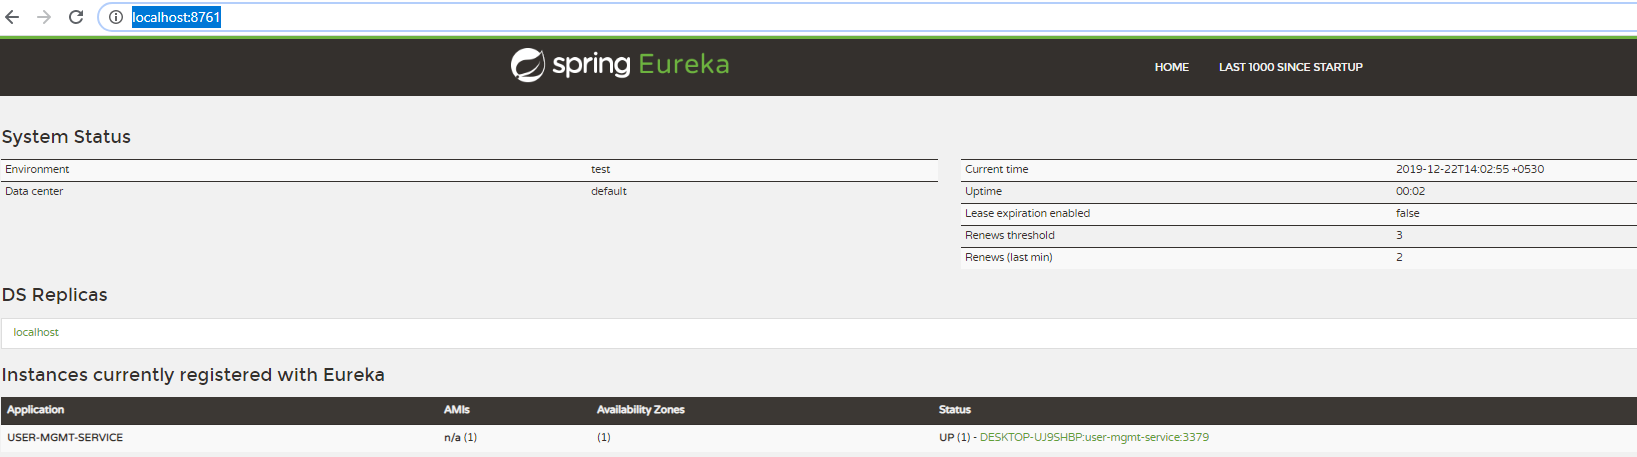 localhost:8761
spring Eureka
HOME LAST 1000 SINCE STARTUP
System Status
Environment test
Data center default
Current time 2019-12-22T14:02:55 +0530
Uptime 00:02
Lease expiration enabled false
Renews threshold 3
Renews (last min) 2
DS Replicas
localhost
Instances currently registered with Eureka
Application AMIs Availability Zones Status
USER-MGMT-SERVICE n/a (1) (1) UP (1) - DESKTOP-UJ9SHBP:user-mgmt-service:3379